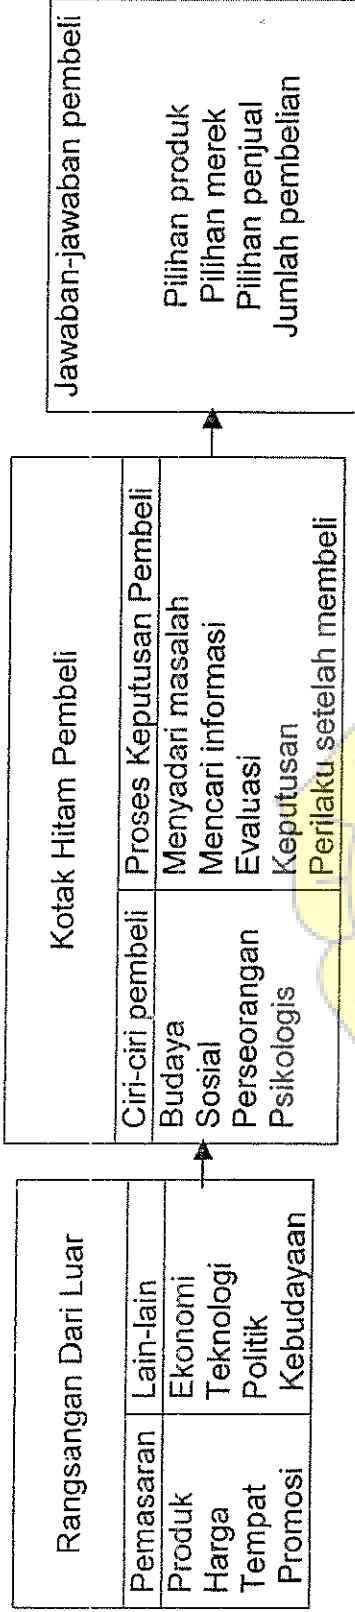 Rangsangan Dari Luar
Pemasaran Lain-lain
Produk Ekonomi
Harga Teknologi
Tempat Politik
Promosi Kebudayaan
Kotak Hitam Pembeli
Ciri-ciri pembeli Proses Keputusan Pembeli
Budaya Menyadari masalah
Sosial Mencari informasi
Perseorangan Evaluasi
Psikologis Keputusan
Perilaku setelah membeli
Jawaban-jawaban pembeli
Pilihan produk
Pilihan merek
Pilihan penjual
Jumlah pembelian